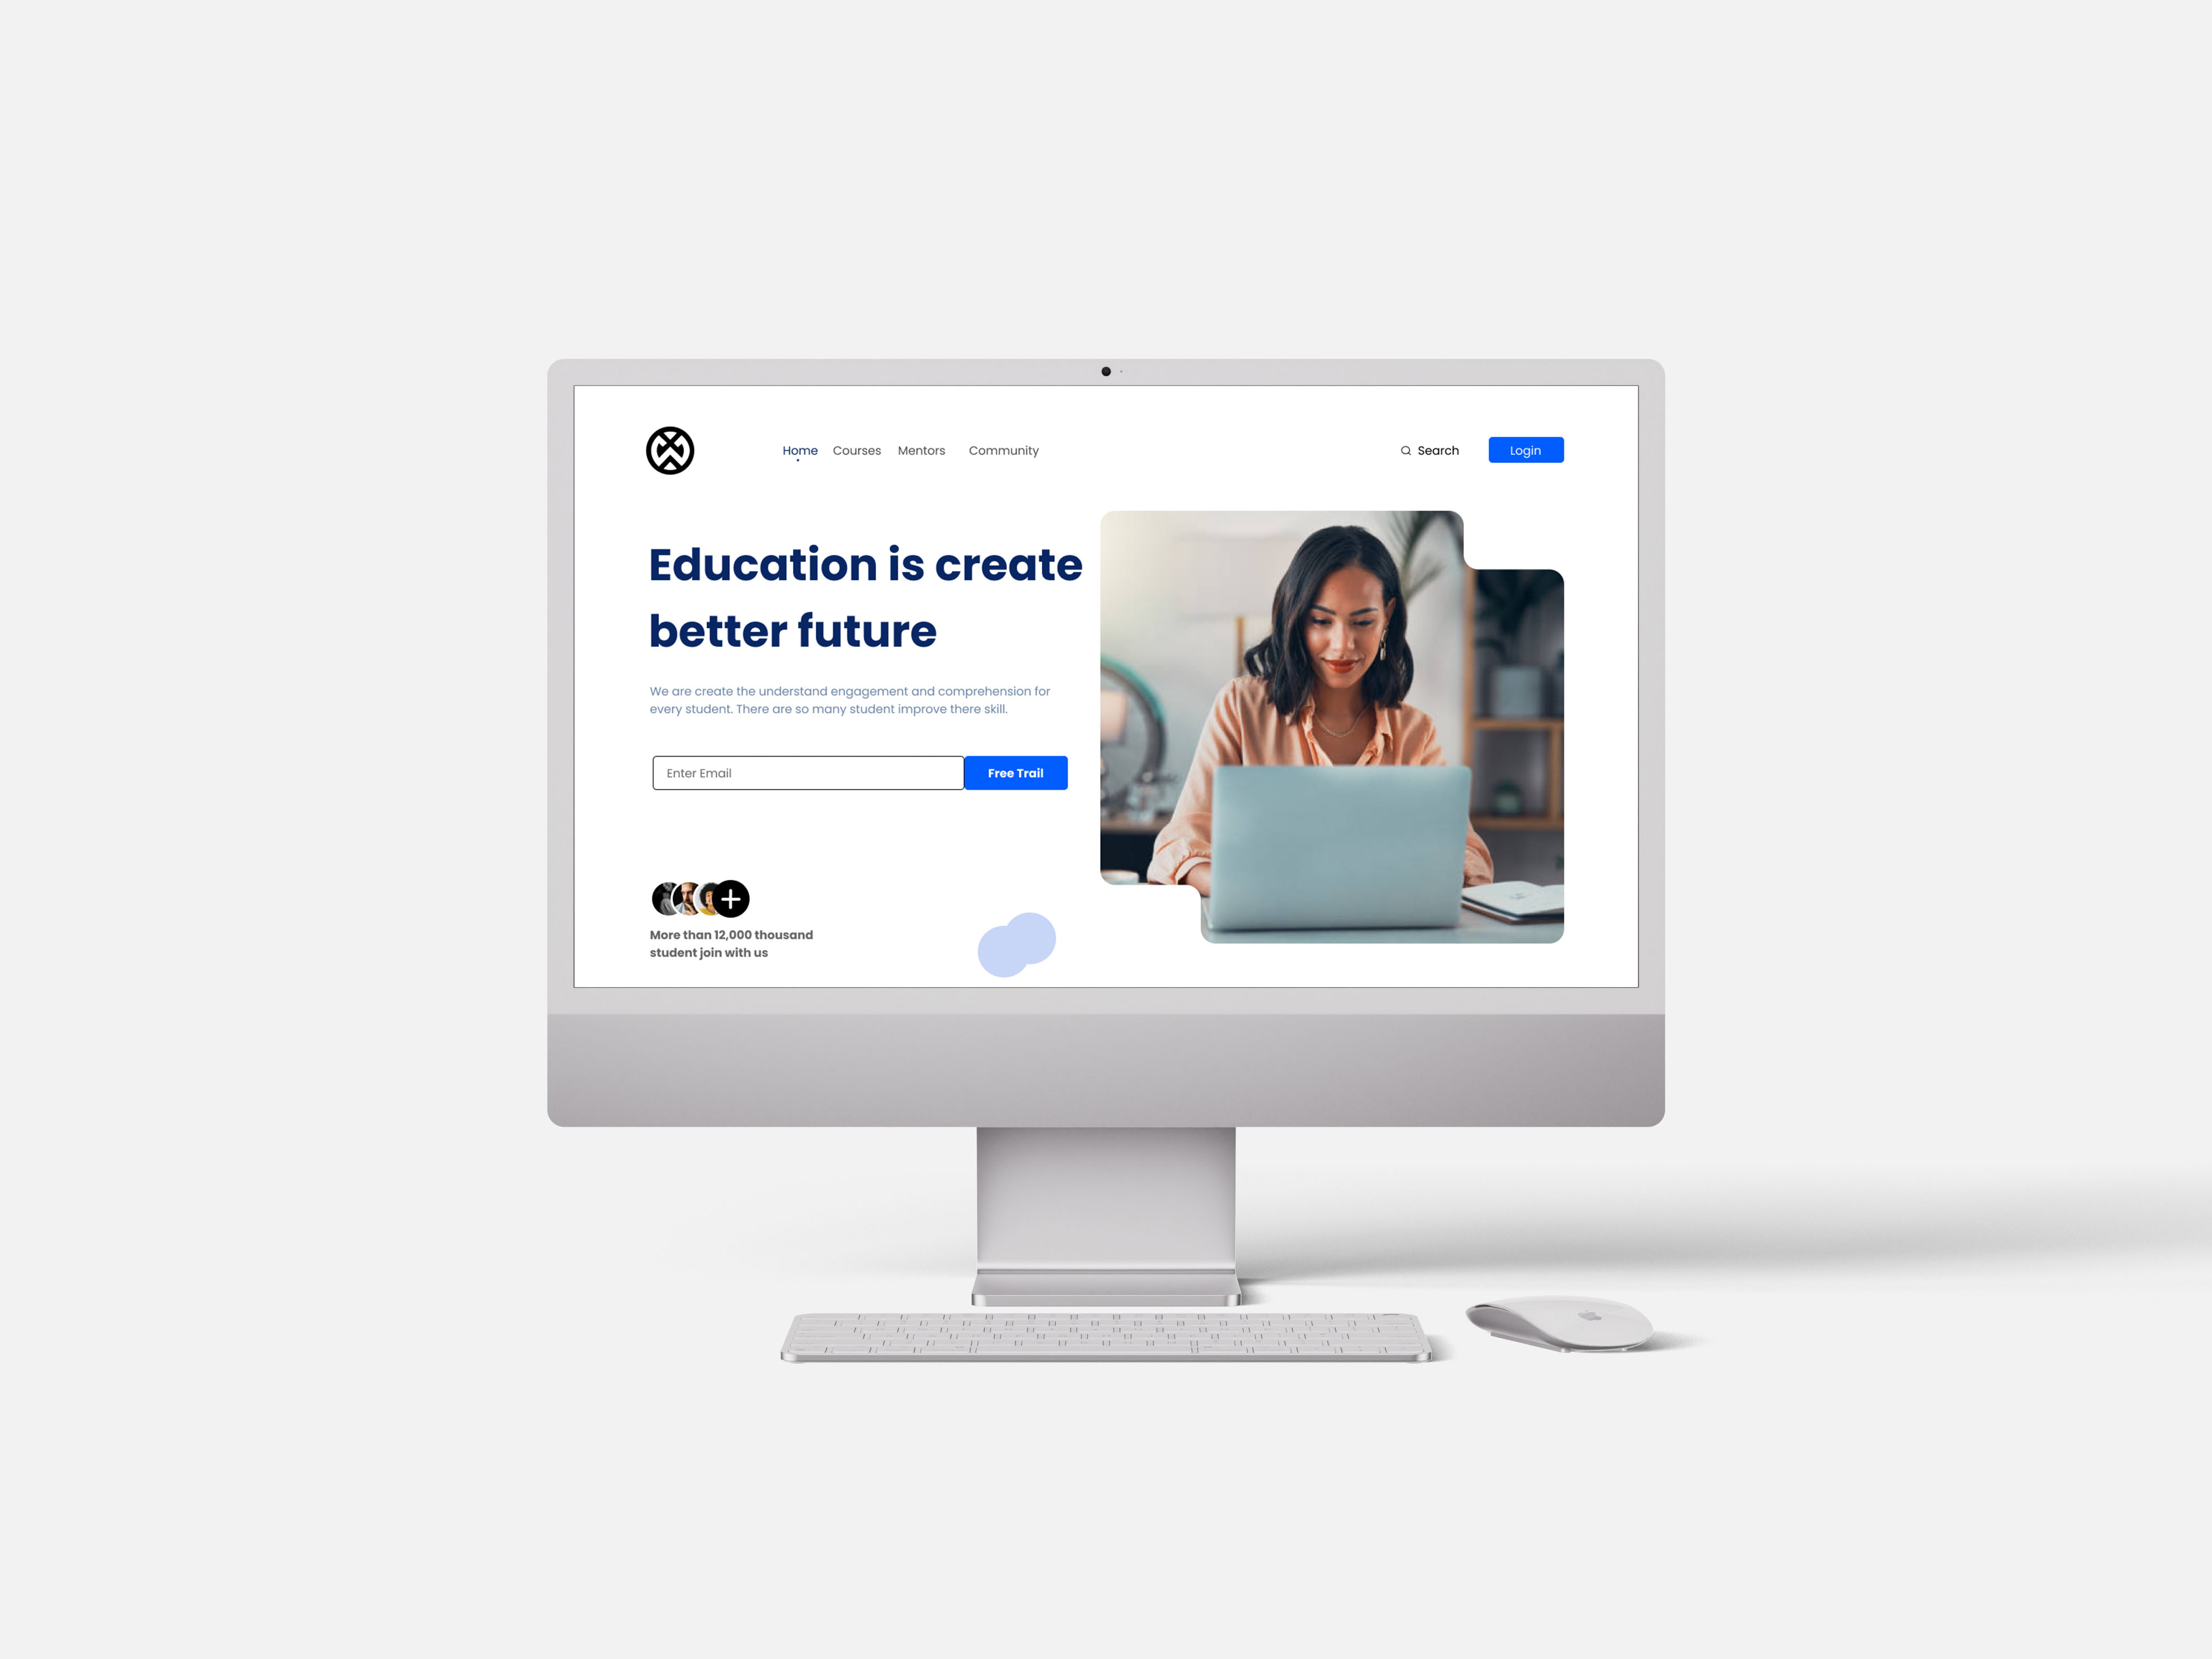 Home Courses Mentors Community Search Login
Education is create
better future
We are create the understand engagement and comprehension for
every student. There are so many student improve there skill.
Enter Email Free Trail
More than 12,000 thousand
student join with us